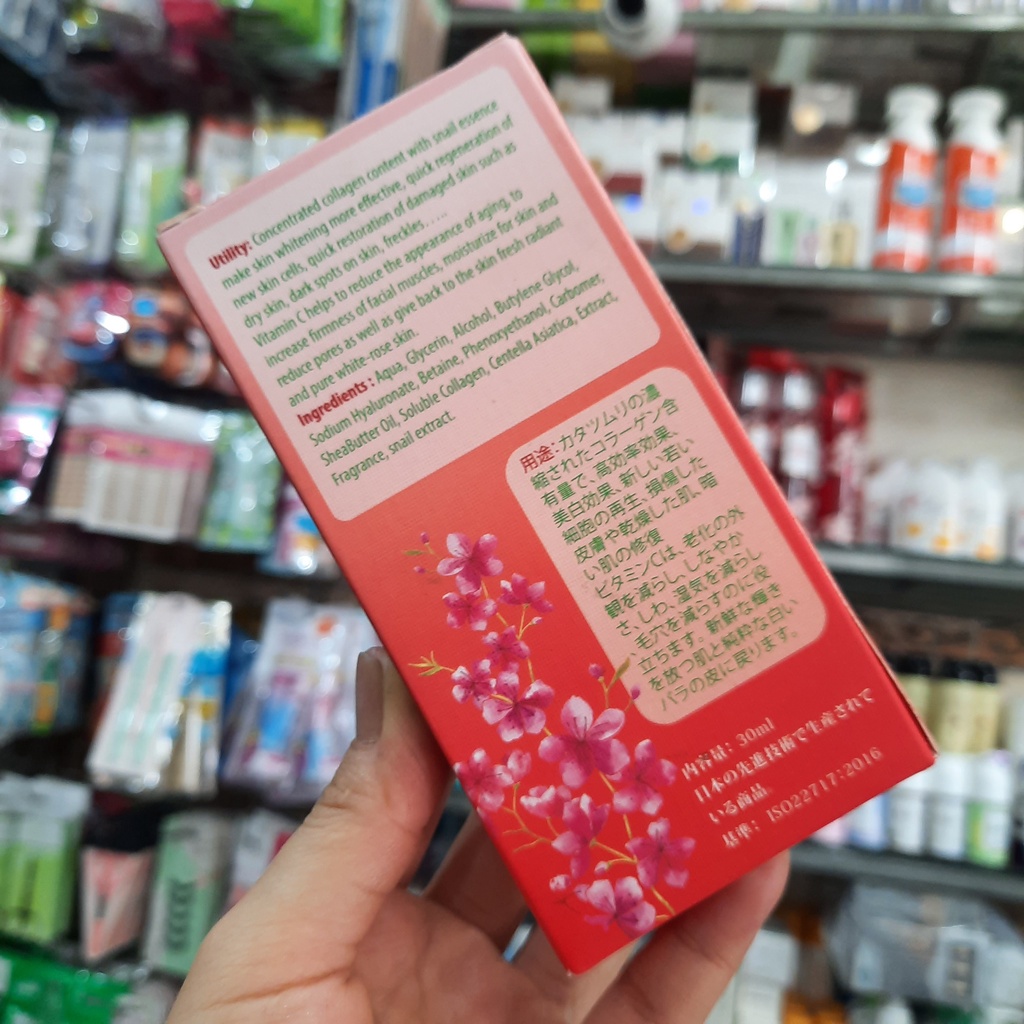 Utility: Concentrated collagen content with snail essence
make skin whitening more effective, quick regeneration of
new skin cells, quick restoration of damaged skin such as
dry skin, dark spots on skin, freckles.....
Vitamin C helps to reduce the appearance of aging, to
increase firmness of facial muscles, moisturize for skin and
reduce pores as well as give back to the skin fresh radiant
and pure white-rose skin.
Ingredients : Aqua, Glycerin, Alcohol, Butylene Glycol,
Sodium Hyaluronate, Betaine, Phenoxyethanol, Carbomer,
SheaButter Oil, Soluble Collagen, Centella Asiatica, Extract,
Fragrance, snail extract.
用途: カタツムリの濃
縮されたコラーゲン含
有量で、高効率効果、
美白効果、新しい若い
細胞の再生、損傷した
皮膚や乾燥した肌、暗
い肌の修復
ビタミンCは、老化の外
観を減らし、しなやか
さ、しわ、湿気を減らし
毛穴を減らすのに役
立ちます。新鮮な輝き
を放つ肌と純粋な白い
バラの皮に戻ります。
内容量: 30ml
日本の先進技術で生産されて
いる商品。
基準: ISO22717:2016